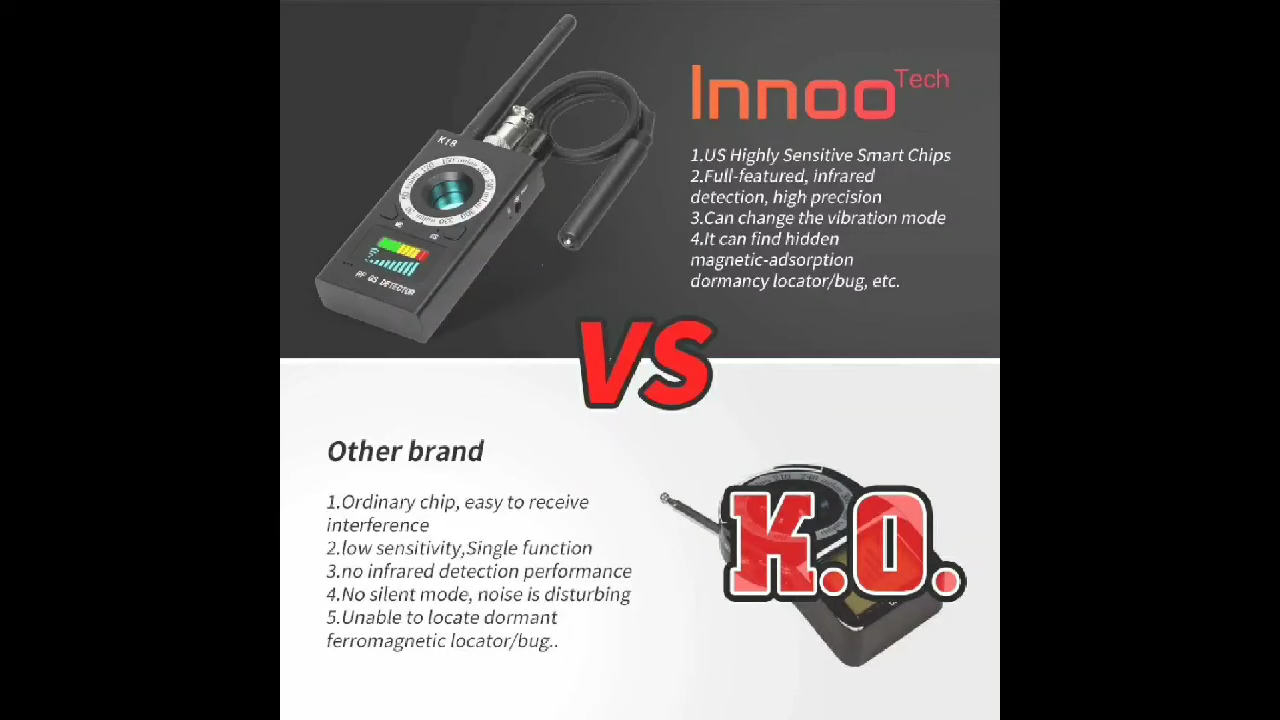 Innoo Tech
1.US Highly Sensitive Smart Chips
2.Full-featured, infrared
detection, high precision
3.Can change the vibration mode
4.It can find hidden
magnetic-adsorption
dormancy locator/bug, etc.
K18
RF GS DETECTOR
VS
Other brand
1.Ordinary chip, easy to receive
interference
2.low sensitivity,Single function
3.no infrared detection performance
4.No silent mode, noise is disturbing
5.Unable to locate dormant
ferromagnetic locator/bug..
K.O.